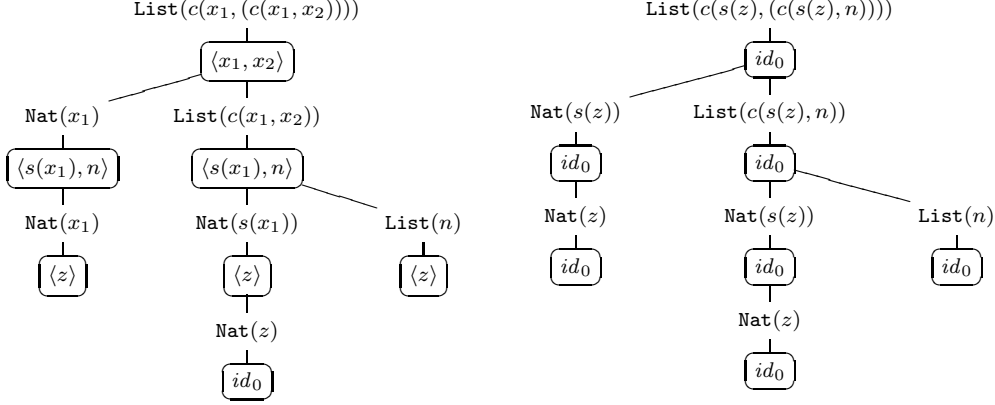 List(c(x₁, (c(x₁, x₂)))) List(c(s(z), (c(s(z), n))))
⟨x₁, x₂⟩ id₀
Nat(x₁) List(c(x₁, x₂)) Nat(s(z)) List(c(s(z), n))
⟨s(x₁), n⟩ ⟨s(x₁), n⟩ id₀ id₀
Nat(x₁) Nat(s(x₁)) List(n) Nat(z) Nat(s(z)) List(n)
⟨z⟩ ⟨z⟩ ⟨z⟩ id₀ id₀ id₀
Nat(z) Nat(z)
id₀ id₀